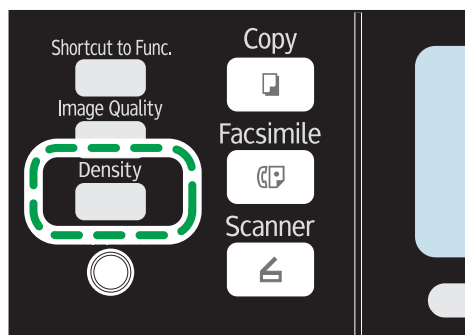 Shortcut to Func.
Copy
Image Quality
Facsimile
Density
Scanner